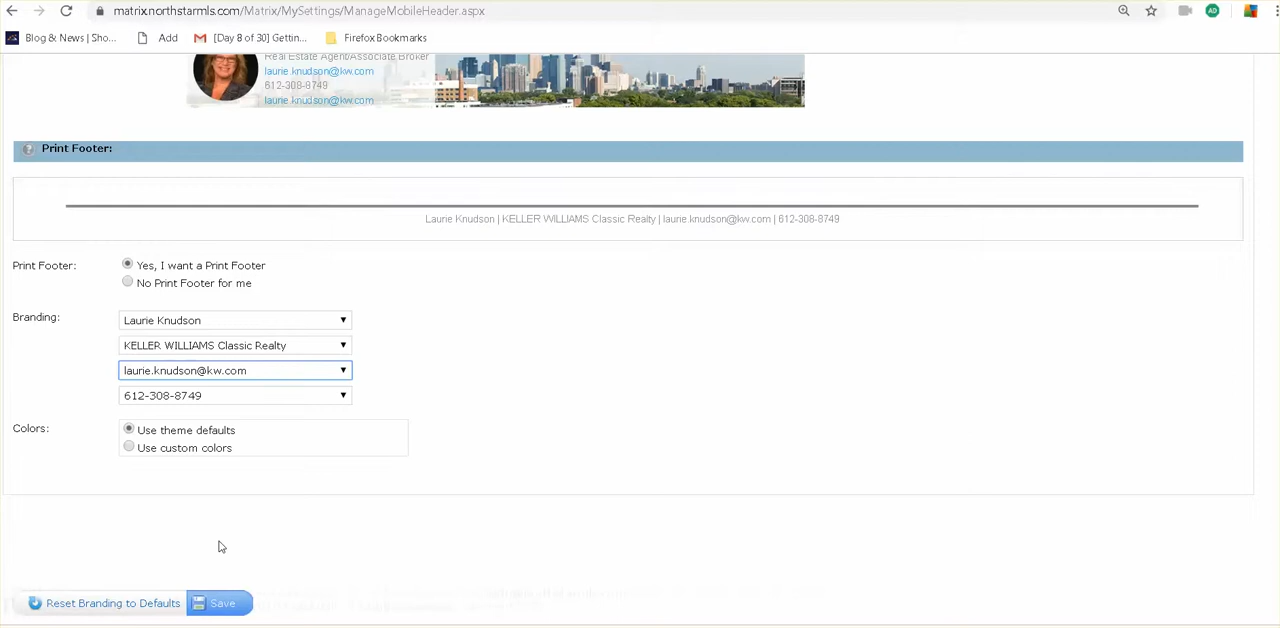 matrix.northstarmls.com/Matrix/MySettings/ManageMobileHeader.aspx
AD
Blog & News | Sho... Add [Day 8 of 30] Gettin... Firefox Bookmarks
Real Estate Agent/Associate Broker
laurie.knudson@kw.com
612-308-8749
laurie.knudson@kw.com
? Print Footer:
Laurie Knudson | KELLER WILLIAMS Classic Realty | laurie.knudson@kw.com | 612-308-8749
Print Footer: Yes, I want a Print Footer
No Print Footer for me
Branding: Laurie Knudson
KELLER WILLIAMS Classic Realty
laurie.knudson@kw.com
612-308-8749
Colors: Use theme defaults
Use custom colors
Reset Branding to Defaults Save